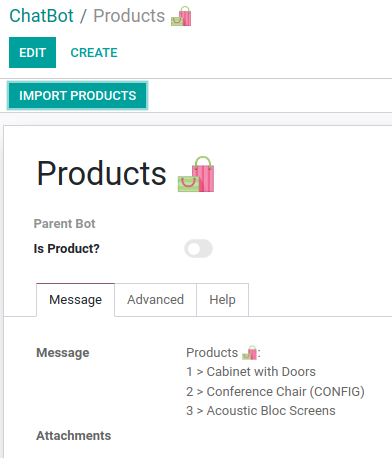 ChatBot / Products 🛍️
EDIT CREATE
IMPORT PRODUCTS
Products 🛍️
Parent Bot
Is Product?
Message Advanced Help
Message Products 🛍️:
1 > Cabinet with Doors
2 > Conference Chair (CONFIG)
3 > Acoustic Bloc Screens
Attachments